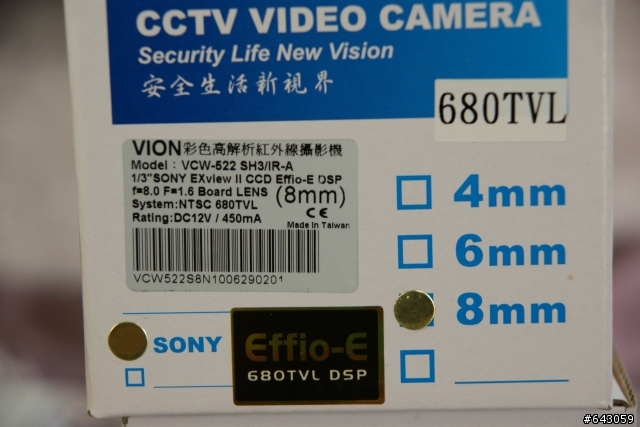 CCTV VIDEO CAMERA
Security Life New Vision
安全生活新視界
680TVL
VION彩色高解析紅外線攝影機
Model : VCW-522 SH3/IR-A
1/3"SONY EXview II CCD Effio-E DSP
f=8.0 F=1.6 Board LENS
(8mm)
System:NTSC 680TVL
Rating:DC12V / 450mA
CE
Made in Taiwan
VCW522S8N1006290201
4mm
6mm
8mm
SONY
Effio-E
680TVL DSP
#643059